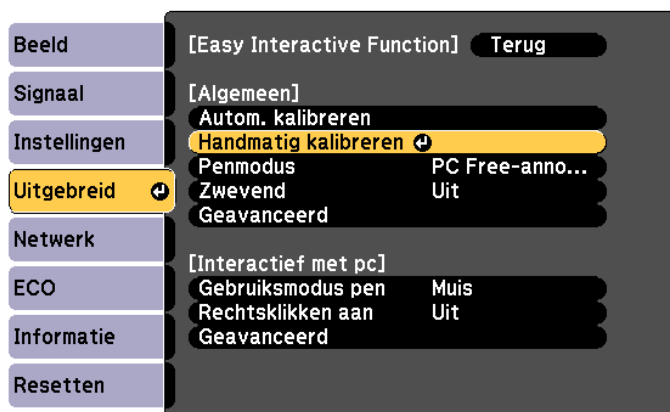 Beeld
Signaal
Instellingen
Uitgebreid
Netwerk
ECO
Informatie
Resetten
[Easy Interactive Function] Terug
[Algemeen]
Autom. kalibreren
Handmatig kalibreren
Penmodus PC Free-anno...
Zwevend Uit
Geavanceerd
[Interactief met pc]
Gebruiksmodus pen Muis
Rechtsklikken aan Uit
Geavanceerd